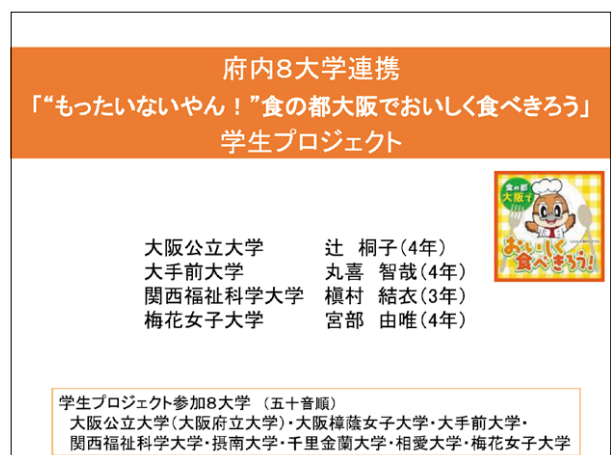 府内８大学連携
「“もったいないやん！”食の都大阪でおいしく食べきろう」
学生プロジェクト
食の都
大阪で
おいしく
食べきろう！
大阪公立大学　辻　桐子（4年）
大手前大学　丸喜　智哉（4年）
関西福祉科学大学　槇村　結衣（3年）
梅花女子大学　宮部　由唯（4年）
学生プロジェクト参加８大学　（五十音順）
大阪公立大学（大阪府立大学）・大阪樟蔭女子大学・大手前大学・
関西福祉科学大学・摂南大学・千里金蘭大学・相愛大学・梅花女子大学